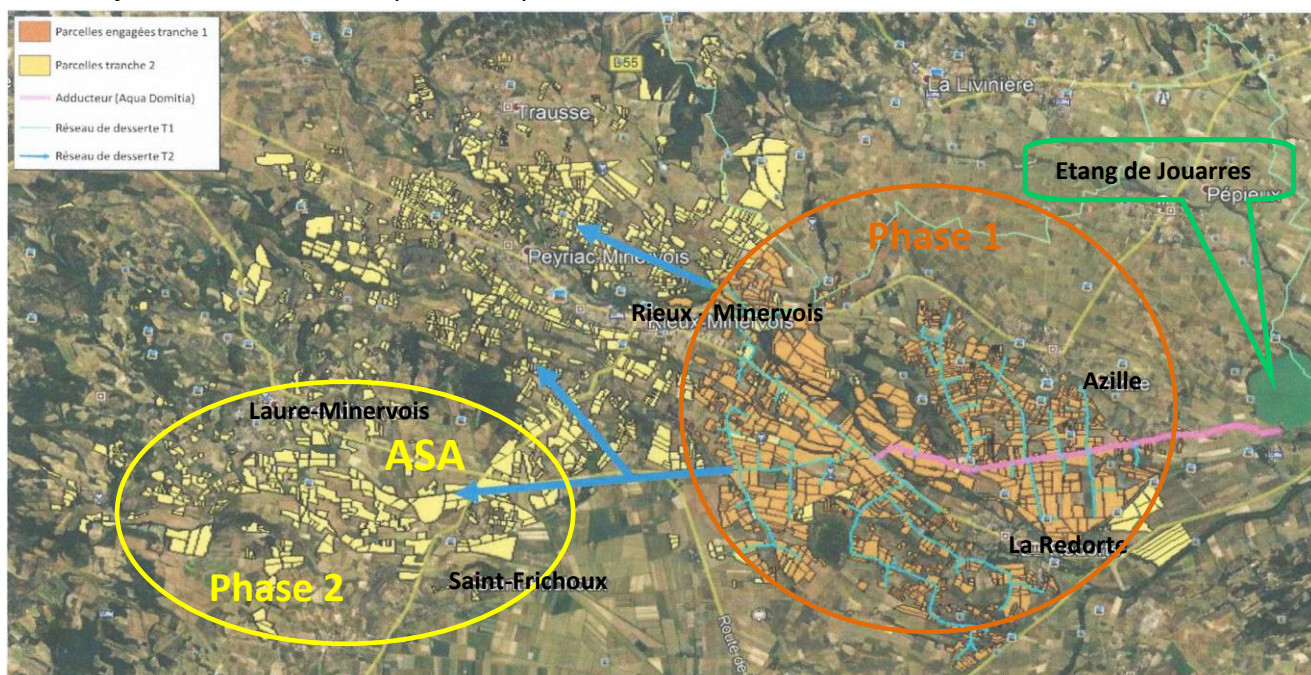 Parcelles engagées tranche 1
Parcelles tranche 2
Adducteur (Aqua Domitia)
Réseau de desserte T1
Réseau de desserte T2
D55
Trausse
La Livinière
Etang de Jouarres
Pépieux
Phase 1
Peyriac-Minervois
Rieux - Minervois
Rieux-Minervois
Azille
Laure-Minervois
ASA
La Redorte
Phase 2
Saint-Frichoux
Route de